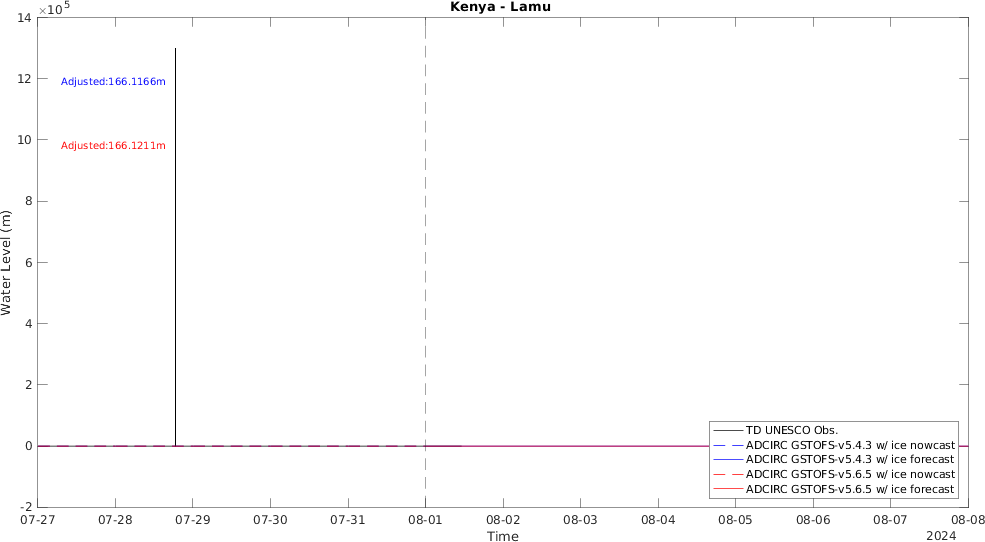 Kenya - Lamu
×10^5
14
12
10
8
6
4
2
0
-2
Water Level (m)
Adjusted:166.1166m
Adjusted:166.1211m
TD UNESCO Obs.
ADCIRC GSTOFS-v5.4.3 w/ ice nowcast
ADCIRC GSTOFS-v5.4.3 w/ ice forecast
ADCIRC GSTOFS-v5.6.5 w/ ice nowcast
ADCIRC GSTOFS-v5.6.5 w/ ice forecast
07-27 07-28 07-29 07-30 07-31 08-01 08-02 08-03 08-04 08-05 08-06 08-07 08-08
Time
2024